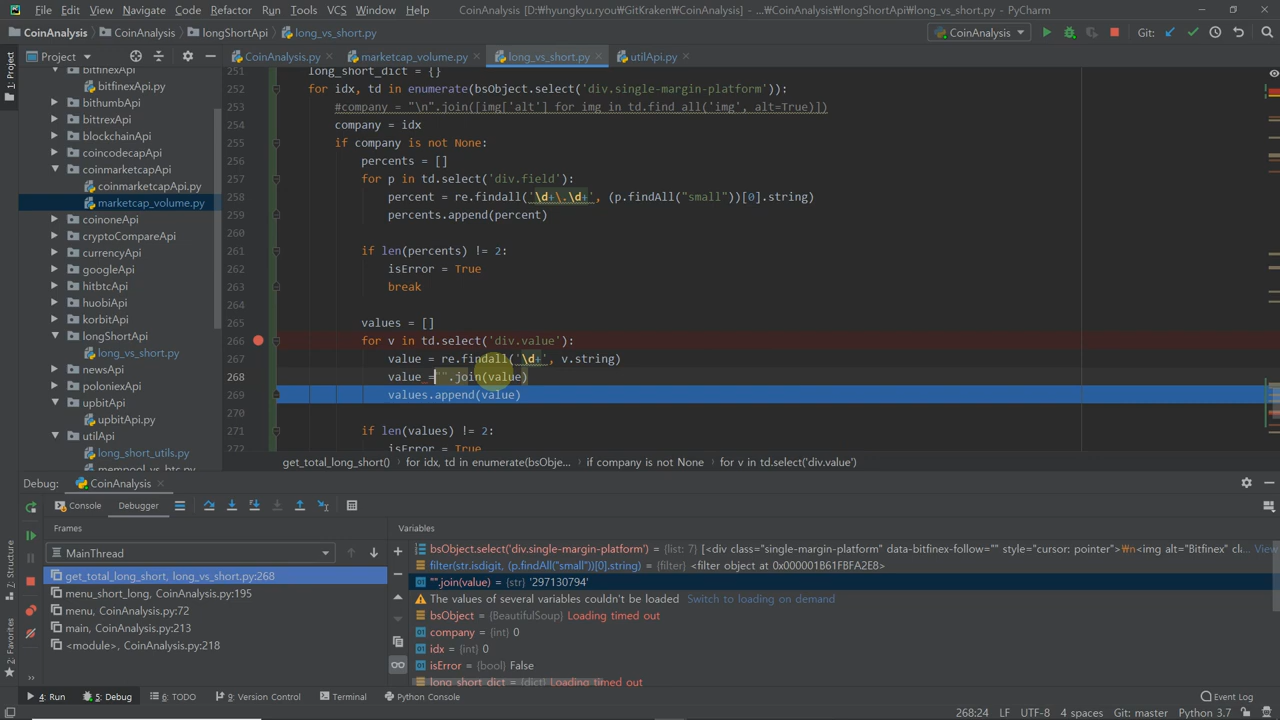 File Edit View Navigate Code Refactor Run Tools VCS Window Help CoinAnalysis [D:₩hyungkyu.ryou₩GitKraken₩CoinAnalysis] - ...₩CoinAnalysis₩longShortApi₩long_vs_short.py - PyCharm
CoinAnalysis CoinAnalysis longShortApi long_vs_short.py CoinAnalysis Git:
Project CoinAnalysis.py marketcap_volume.py long_vs_short.py utilApi.py
1: Project
bitfinexApi
bitfinexApi.py
bithumbApi
bittrexApi
blockchainApi
coincodecapApi
coinmarketcapApi
coinmarketcapApi.py
marketcap_volume.py
coinoneApi
cryptoCompareApi
currencyApi
googleApi
hitbtcApi
huobiApi
korbitApi
longShortApi
long_vs_short.py
newsApi
poloniexApi
upbitApi
upbitApi.py
utilApi
long_short_utils.py
mempool_vs_btc.py
251 long_short_dict = {}
252 for idx, td in enumerate(bsObject.select('div.single-margin-platform')):
253 #company = "\n".join([img['alt'] for img in td.find_all('img', alt=True)])
254 company = idx
255 if company is not None:
256 percents = []
257 for p in td.select('div.field'):
258 percent = re.findall('\d+\.\d+', (p.findAll("small"))[0].string)
259 percents.append(percent)
260
261 if len(percents) != 2:
262 isError = True
263 break
264
265 values = []
266 for v in td.select('div.value'):
267 value = re.findall('\d+', v.string)
268 value ="".join(value)
269 values.append(value)
270
271 if len(values) != 2:
272 isError = True
get_total_long_short() for idx, td in enumerate(bsObje... if company is not None for v in td.select('div.value')
Debug: CoinAnalysis
Console Debugger
Frames
MainThread
get_total_long_short, long_vs_short.py:268
menu_short_long, CoinAnalysis.py:195
menu, CoinAnalysis.py:72
main, CoinAnalysis.py:213
<module>, CoinAnalysis.py:218
Variables
bsObject.select('div.single-margin-platform') = {list: 7} [<div class="single-margin-platform" data-bitfinex-follow="" style="cursor: pointer">₩n<img alt="Bitfinex" clas... View
filter(str.isdigit, (p.findAll("small"))[0].string) = {filter} <filter object at 0x000001B61FBFA2E8>
"".join(value) = {str} '297130794'
The values of several variables couldn't be loaded Switch to loading on demand
bsObject = {BeautifulSoup} Loading timed out
company = {int} 0
idx = {int} 0
isError = {bool} False
long_short_dict = {dict} Loading timed out
7: Structure
2: Favorites
4: Run 5: Debug 6: TODO 9: Version Control Terminal Python Console Event Log
268:24 LF UTF-8 4 spaces Git: master Python 3.7